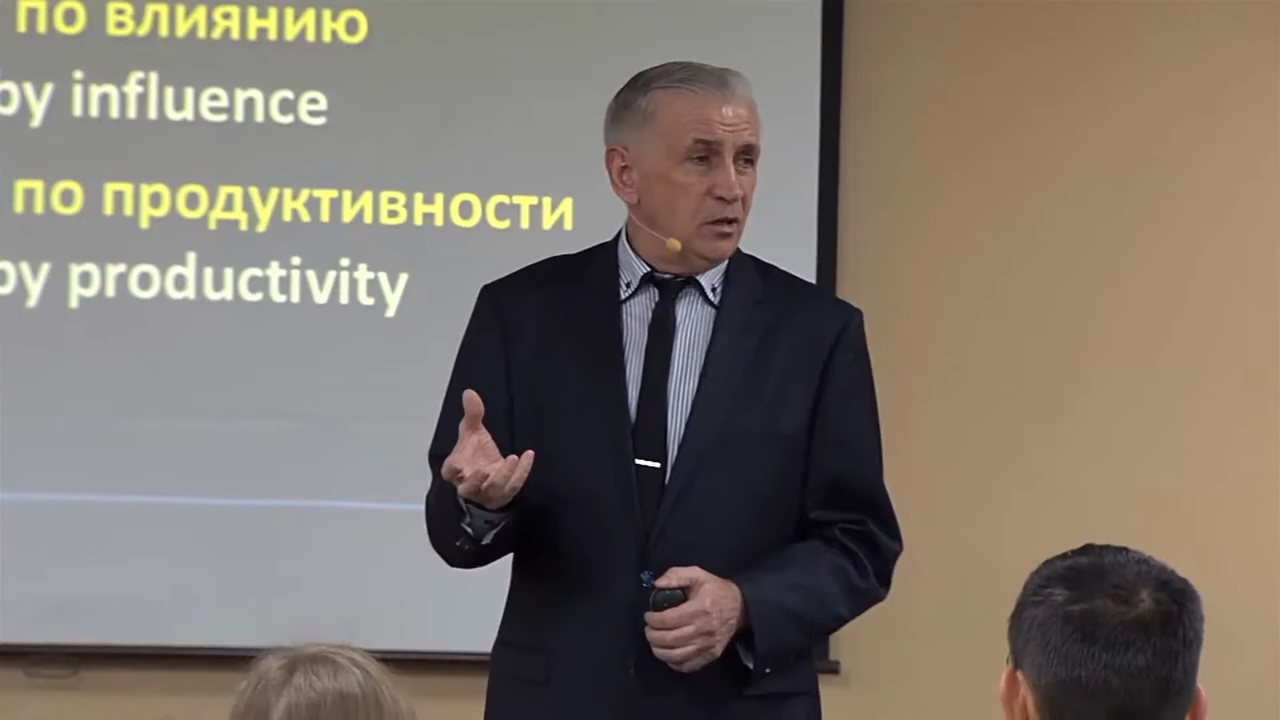 по влиянию
by influence
по продуктивности
by productivity